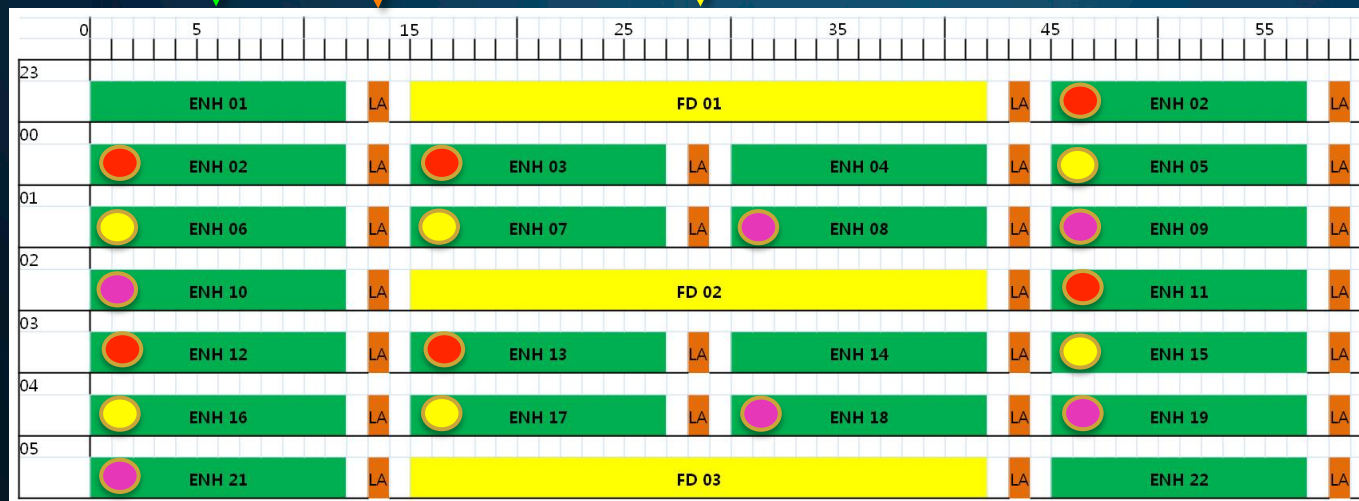 0 5 15 25 35 45 55
23
ENH 01 LA FD 01 LA ENH 02 LA
00
ENH 02 LA ENH 03 LA ENH 04 LA ENH 05 LA
01
ENH 06 LA ENH 07 LA ENH 08 LA ENH 09 LA
02
ENH 10 LA FD 02 LA ENH 11 LA
03
ENH 12 LA ENH 13 LA ENH 14 LA ENH 15 LA
04
ENH 16 LA ENH 17 LA ENH 18 LA ENH 19 LA
05
ENH 21 LA FD 03 LA ENH 22 LA